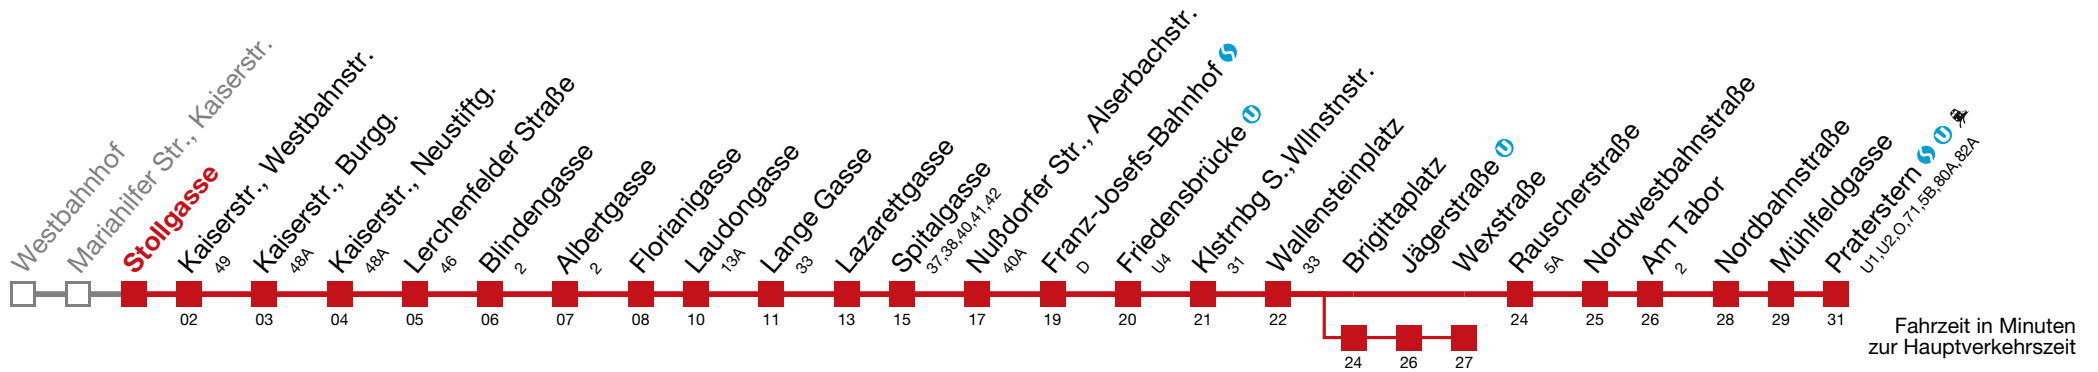 Westbahnhof
Mariahilfer Str., Kaiserstr.
Stollgasse
Kaiserstr., Westbahnstr.
49
Kaiserstr., Burgg.
48A
Kaiserstr., Neustiftg.
48A
Lerchenfelder Straße
46
Blindengasse
2
Albertgasse
2
Florianigasse
Laudongasse
13A
Lange Gasse
33
Lazarettgasse
Spitalgasse
37,38,40,41,42
Nußdorfer Str., Alserbachstr.
40A
Franz-Josefs-Bahnhof
D
Friedensbrücke U
U4
Klstrnbg S.,Wllnstnstr.
31
Wallensteinplatz
33
Brigittaplatz
Jägerstraße U
Wexstraße
Rauscherstraße
5A
Nordwestbahnstraße
Am Tabor
2
Nordbahnstraße
Mühlfeldgasse
Praterstern S U
U1,U2,O,71,5B,80A,82A
02 03 04 05 06 07 08 10 11 13 15 17 19 20 21 22 24 25 26 28 29 31
24 26 27
Fahrzeit in Minuten
zur Hauptverkehrszeit